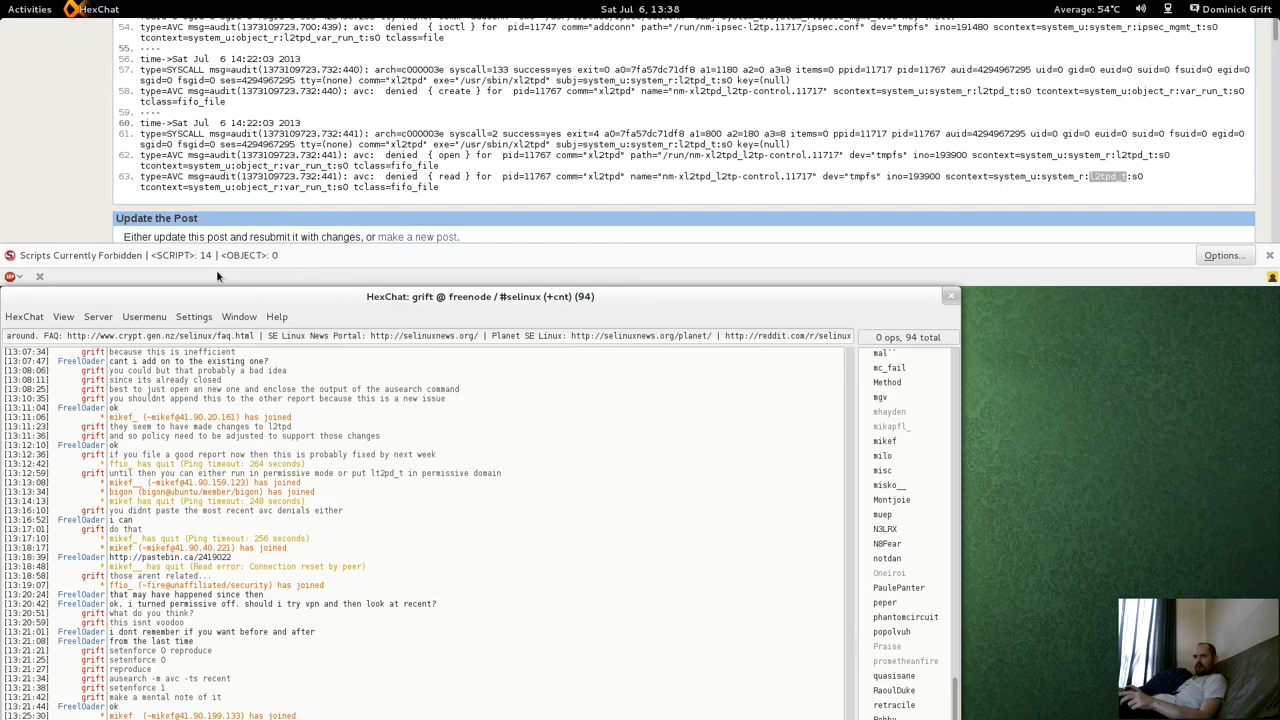 Activities HexChat Sat Jul 6, 13:38 Average: 54°C Dominick Grift
54. type=AVC msg=audit(1373109723.714:439): avc: denied { ioctl } for pid=11747 comm="addconn" path="/run/nm-ipsec-l2tp.11717/ipsec.conf" dev="tmpfs" ino=191480 scontext=system_u:system_r:ipsec_mgmt_t:s0
tcontext=system_u:object_r:l2tpd_var_run_t:s0 tclass=file
55. ----
56. time->Sat Jul 6 14:22:03 2013
57. type=SYSCALL msg=audit(1373109723.732:440): arch=c000003e syscall=133 success=yes exit=0 a0=7fa57dc71df8 a1=1180 a2=0 a3=8 items=0 ppid=11717 pid=11767 auid=4294967295 uid=0 gid=0 euid=0 suid=0 fsuid=0 egid=0
sgid=0 fsgid=0 ses=4294967295 tty=(none) comm="xl2tpd" exe="/usr/sbin/xl2tpd" subj=system_u:system_r:l2tpd_t:s0 key=(null)
58. type=AVC msg=audit(1373109723.732:440): avc: denied { create } for pid=11767 comm="xl2tpd" name="nm-xl2tpd_l2tp-control.11717" scontext=system_u:system_r:l2tpd_t:s0 tcontext=system_u:object_r:var_run_t:s0
tclass=fifo_file
59. ----
60. time->Sat Jul 6 14:22:03 2013
61. type=SYSCALL msg=audit(1373109723.732:441): arch=c000003e syscall=2 success=yes exit=4 a0=7fa57dc71df8 a1=800 a2=180 a3=8 items=0 ppid=11717 pid=11767 auid=4294967295 uid=0 gid=0 euid=0 suid=0 fsuid=0 egid=0
sgid=0 fsgid=0 ses=4294967295 tty=(none) comm="xl2tpd" exe="/usr/sbin/xl2tpd" subj=system_u:system_r:l2tpd_t:s0 key=(null)
62. type=AVC msg=audit(1373109723.732:441): avc: denied { open } for pid=11767 comm="xl2tpd" path="/run/nm-xl2tpd_l2tp-control.11717" dev="tmpfs" ino=193900 scontext=system_u:system_r:l2tpd_t:s0
tcontext=system_u:object_r:var_run_t:s0 tclass=fifo_file
63. type=AVC msg=audit(1373109723.732:441): avc: denied { read } for pid=11767 comm="xl2tpd" name="nm-xl2tpd_l2tp-control.11717" dev="tmpfs" ino=193900 scontext=system_u:system_r:l2tpd_t:s0
tcontext=system_u:object_r:var_run_t:s0 tclass=fifo_file
Update the Post
Either update this post and resubmit it with changes, or make a new post.
Scripts Currently Forbidden | <SCRIPT>: 14 | <OBJECT>: 0 Options...
HexChat: grift @ freenode / #selinux (+cnt) (94)
HexChat View Server Usermenu Settings Window Help
around. FAQ: http://www.crypt.gen.nz/selinux/faq.html | SE Linux News Portal: http://selinuxnews.org/ | Planet SE Linux: http://selinuxnews.org/planet/ | http://reddit.com/r/selinux
0 ops, 94 total
[13:07:34] grift because this is inefficient
[13:07:47] FreelOader cant i add on to the existing one?
[13:08:06] grift you could but that probably a bad idea
[13:08:11] grift since its already closed
[13:08:25] grift best to just open an new one and enclose the output of the ausearch command
[13:10:35] grift you shouldnt append this to the other report because this is a new issue
[13:11:04] FreelOader ok
[13:11:06] * mikef_ (~mikef@41.90.20.161) has joined
[13:11:23] grift they seem to have made changes to l2tpd
[13:11:36] grift and so policy need to be adjusted to support those changes
[13:12:10] FreelOader ok
[13:12:36] grift if you file a good report now then this is probably fixed by next week
[13:12:42] * ffio_ has quit (Ping timeout: 264 seconds)
[13:12:59] grift until then you can either run in permissive mode or put lt2pd_t in permissive domain
[13:13:08] * mikef__ (~mikef@41.90.159.123) has joined
[13:13:34] * bigon (bigon@ubuntu/member/bigon) has joined
[13:14:13] * mikef has quit (Ping timeout: 248 seconds)
[13:16:10] grift you didnt paste the most recent avc denials either
[13:16:52] FreelOader i can
[13:17:01] grift do that
[13:17:10] * mikef_ has quit (Ping timeout: 256 seconds)
[13:18:17] * mikef (~mikef@41.90.40.221) has joined
[13:18:39] FreelOader http://pastebin.ca/2419022
[13:18:48] * mikef__ has quit (Read error: Connection reset by peer)
[13:18:58] grift those arent related...
[13:19:07] * ffio_ (~fire@unaffiliated/security) has joined
[13:20:24] FreelOader that may have happened since then
[13:20:42] FreelOader ok, i turned permissive off. should i try vpn and then look at recent?
[13:20:51] grift what do you think?
[13:20:59] grift this isnt voodoo
[13:21:01] FreelOader i dont remember if you want before and after
[13:21:08] FreelOader from the last time
[13:21:21] grift setenforce 0 reproduce
[13:21:25] grift setenforce 0
[13:21:27] grift reproduce
[13:21:34] grift ausearch -m avc -ts recent
[13:21:38] grift setenforce 1
[13:21:42] grift make a mental note of it
[13:21:44] FreelOader ok
[13:25:30] * mikef_ (~mikef@41.90.199.133) has joined
mal``
mc_fail
Method
mgv
mhayden
mikapfl_
mikef
milo
misc
misko__
Montjoie
muep
N3LRX
N8Fear
notdan
Oneiroi
PaulePanter
peper
phantomcircuit
popolvuh
Praise
prometheanfire
quasisane
RaoulDuke
retracile